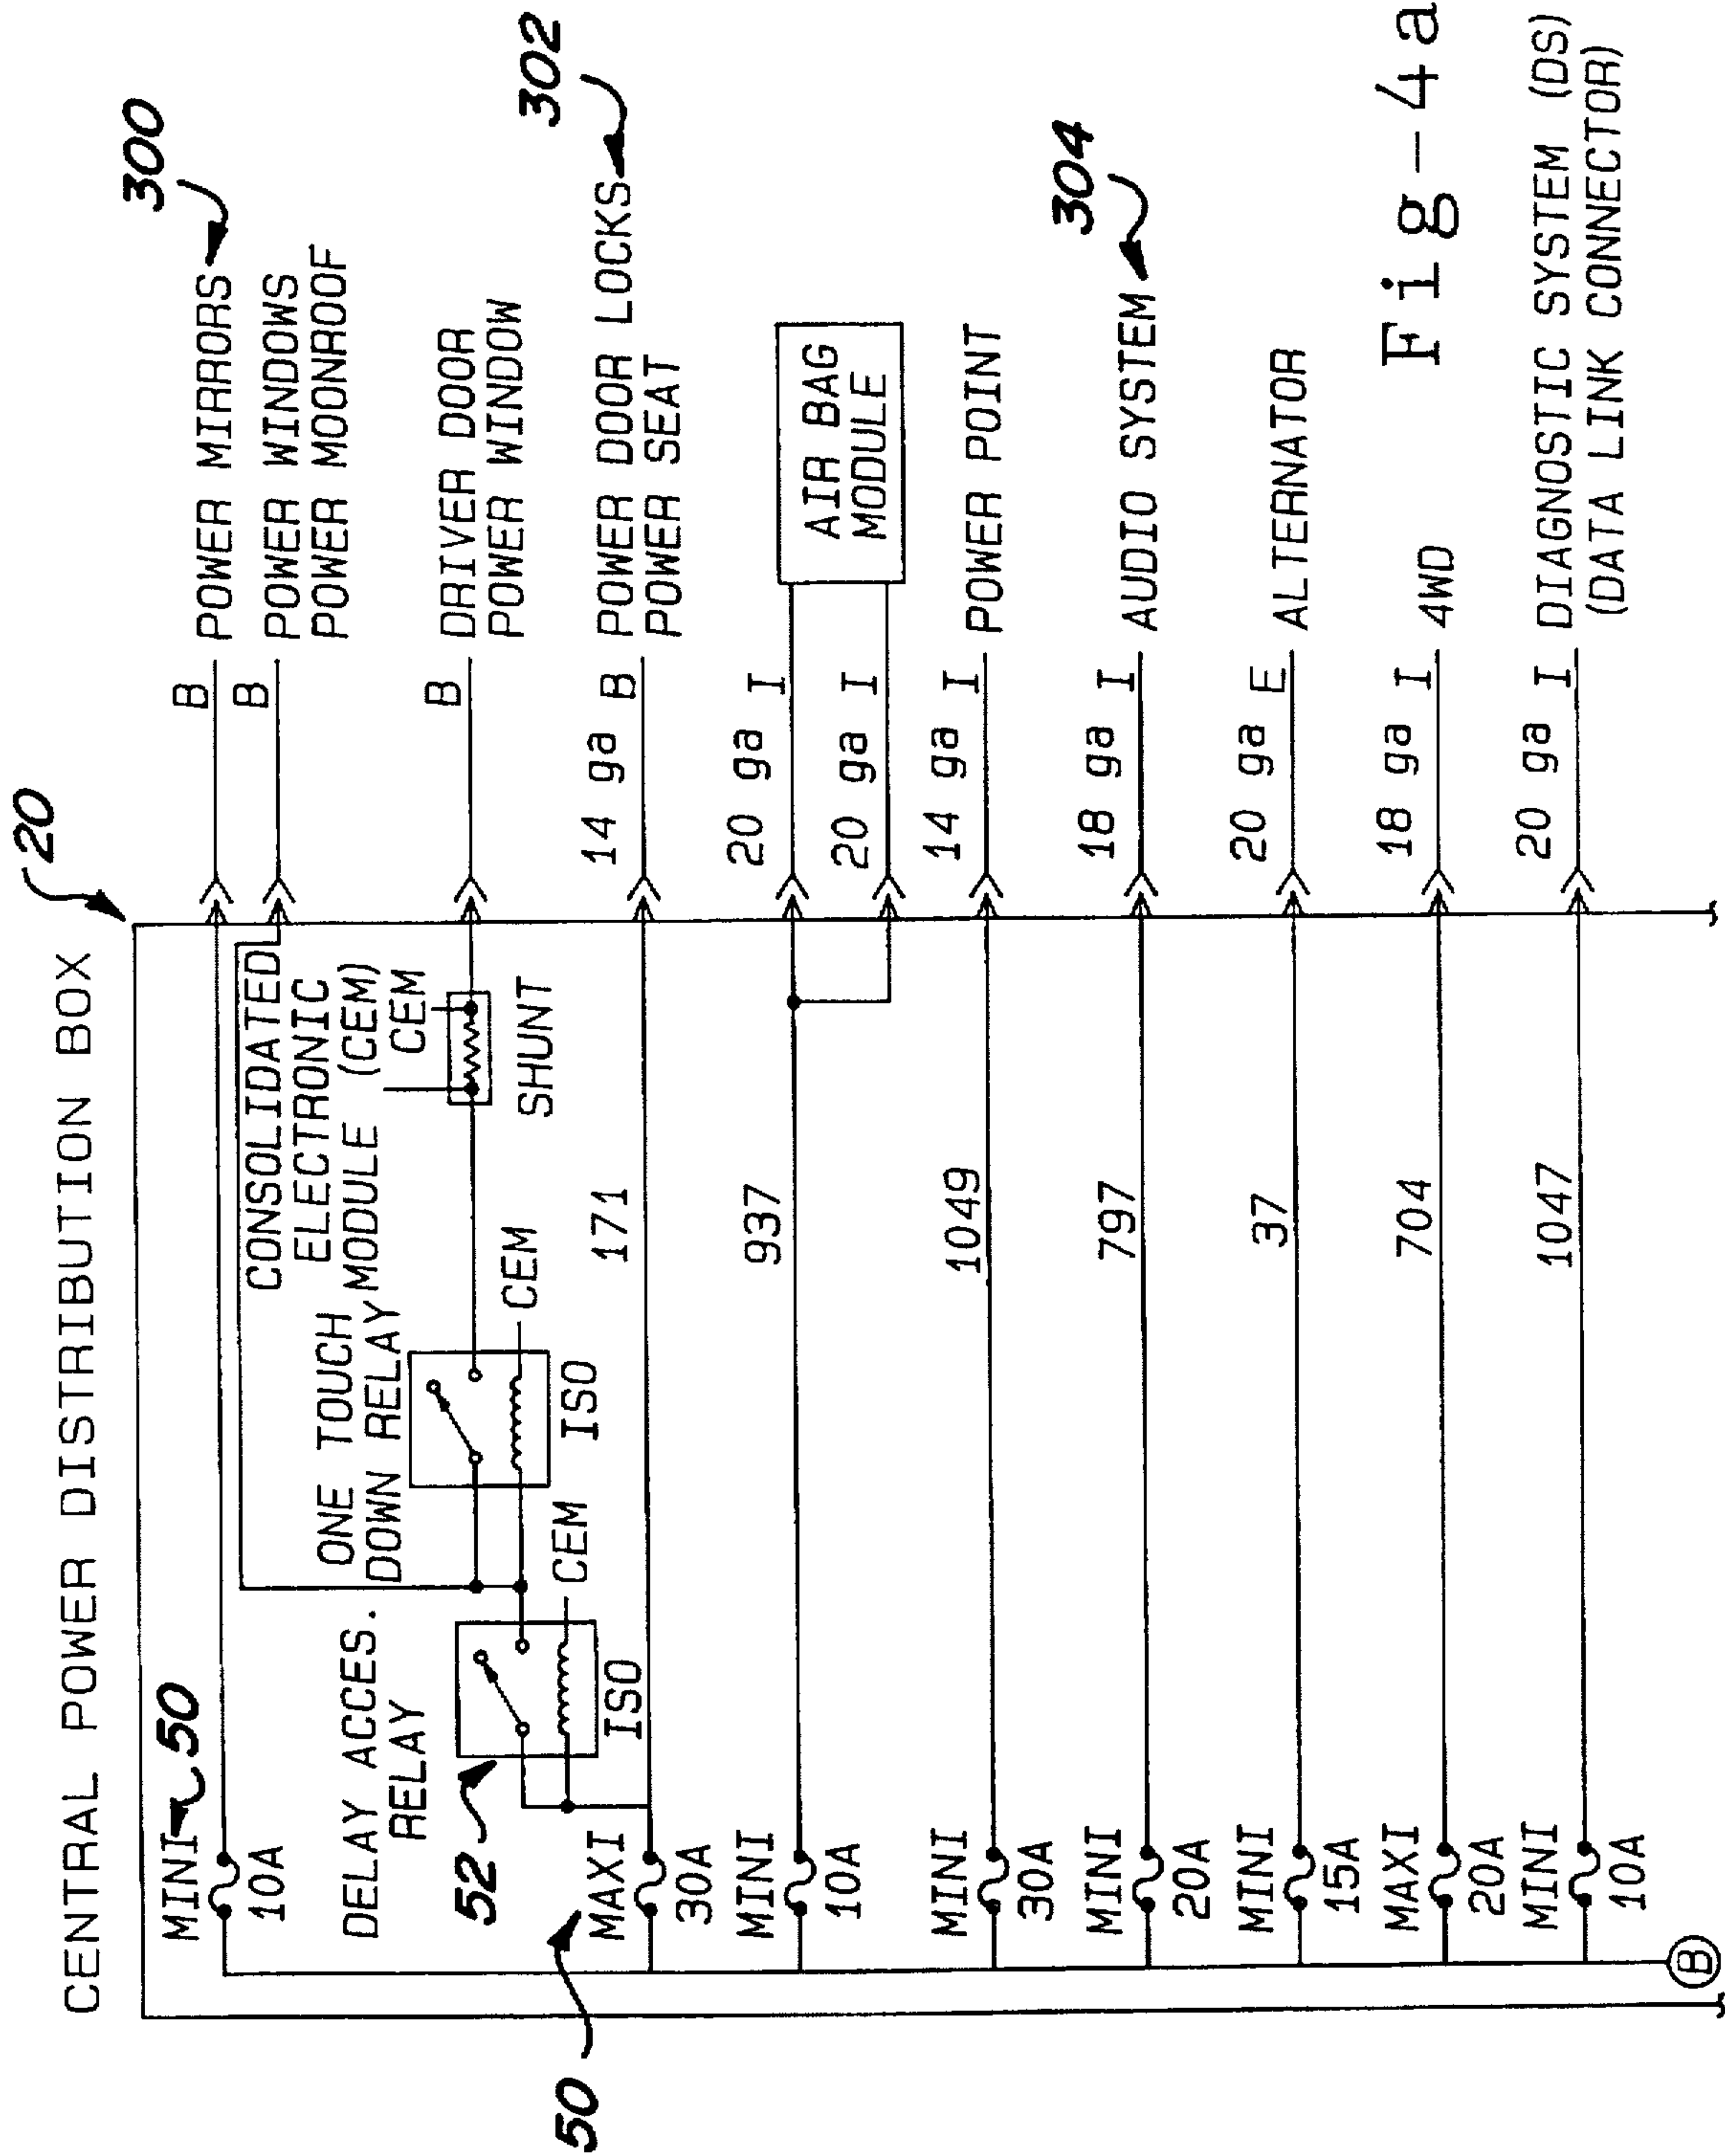 CENTRAL POWER DISTRIBUTION BOX
20
MINI 50
10A
B
POWER MIRRORS 300
CONSOLIDATED
ELECTRONIC
MODULE (CEM)
B
POWER WINDOWS
POWER MOONROOF
ONE TOUCH
DOWN RELAY
CEM
DELAY ACCES.
RELAY
52
ISO
CEM
ISO
CEM
SHUNT
B
DRIVER DOOR
POWER WINDOW
50
MAXI
30A
171
14 ga B
POWER DOOR LOCKS 302
POWER SEAT
MINI
10A
937
20 ga I
20 ga I
AIR BAG
MODULE
MINI
30A
1049
14 ga I
POWER POINT
MINI
20A
797
18 ga I
AUDIO SYSTEM 304
MINI
15A
37
20 ga E
ALTERNATOR
MAXI
20A
704
18 ga I
4WD
MINI
10A
1047
20 ga I
DIAGNOSTIC SYSTEM (DS)
(DATA LINK CONNECTOR)
B
Fig-4a